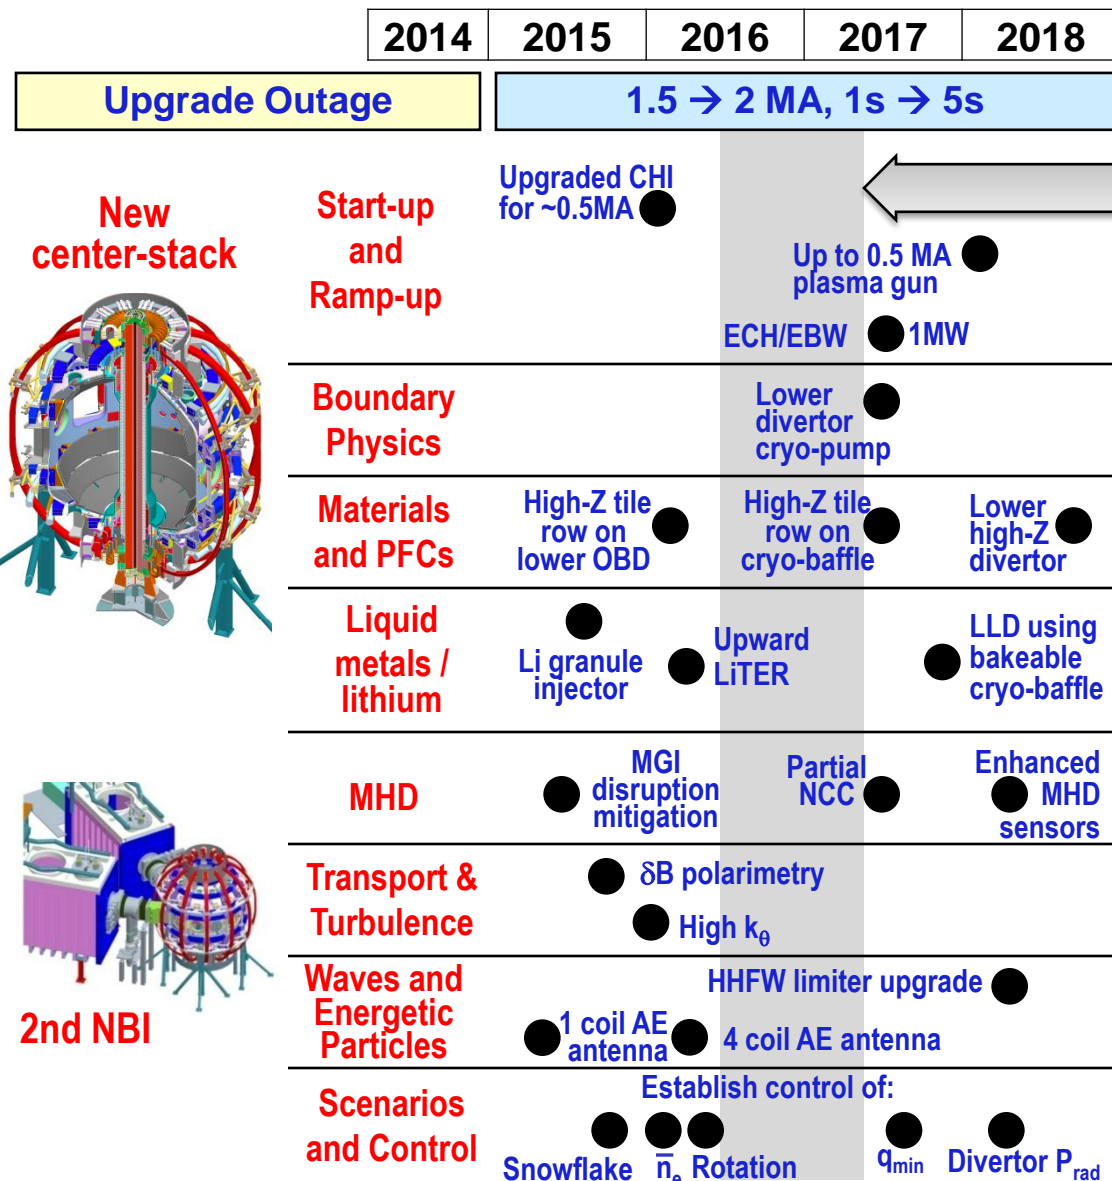 2014 2015 2016 2017 2018
Upgrade Outage
1.5 → 2 MA, 1s → 5s
New
center-stack
2nd NBI
Start-up
and
Ramp-up
Upgraded CHI
for ~0.5MA
Up to 0.5 MA
plasma gun
ECH/EBW
1MW
Boundary
Physics
Lower
divertor
cryo-pump
Materials
and PFCs
High-Z tile
row on
lower OBD
High-Z tile
row on
cryo-baffle
Lower
high-Z
divertor
Liquid
metals /
lithium
Li granule
injector
Upward
LiTER
LLD using
bakeable
cryo-baffle
MHD
MGI
disruption
mitigation
Partial
NCC
Enhanced
MHD
sensors
Transport &
Turbulence
δB polarimetry
High kθ
Waves and
Energetic
Particles
HHFW limiter upgrade
1 coil AE
antenna
4 coil AE antenna
Scenarios
and Control
Establish control of:
Snowflake
n̅e
Rotation
qmin
Divertor Prad